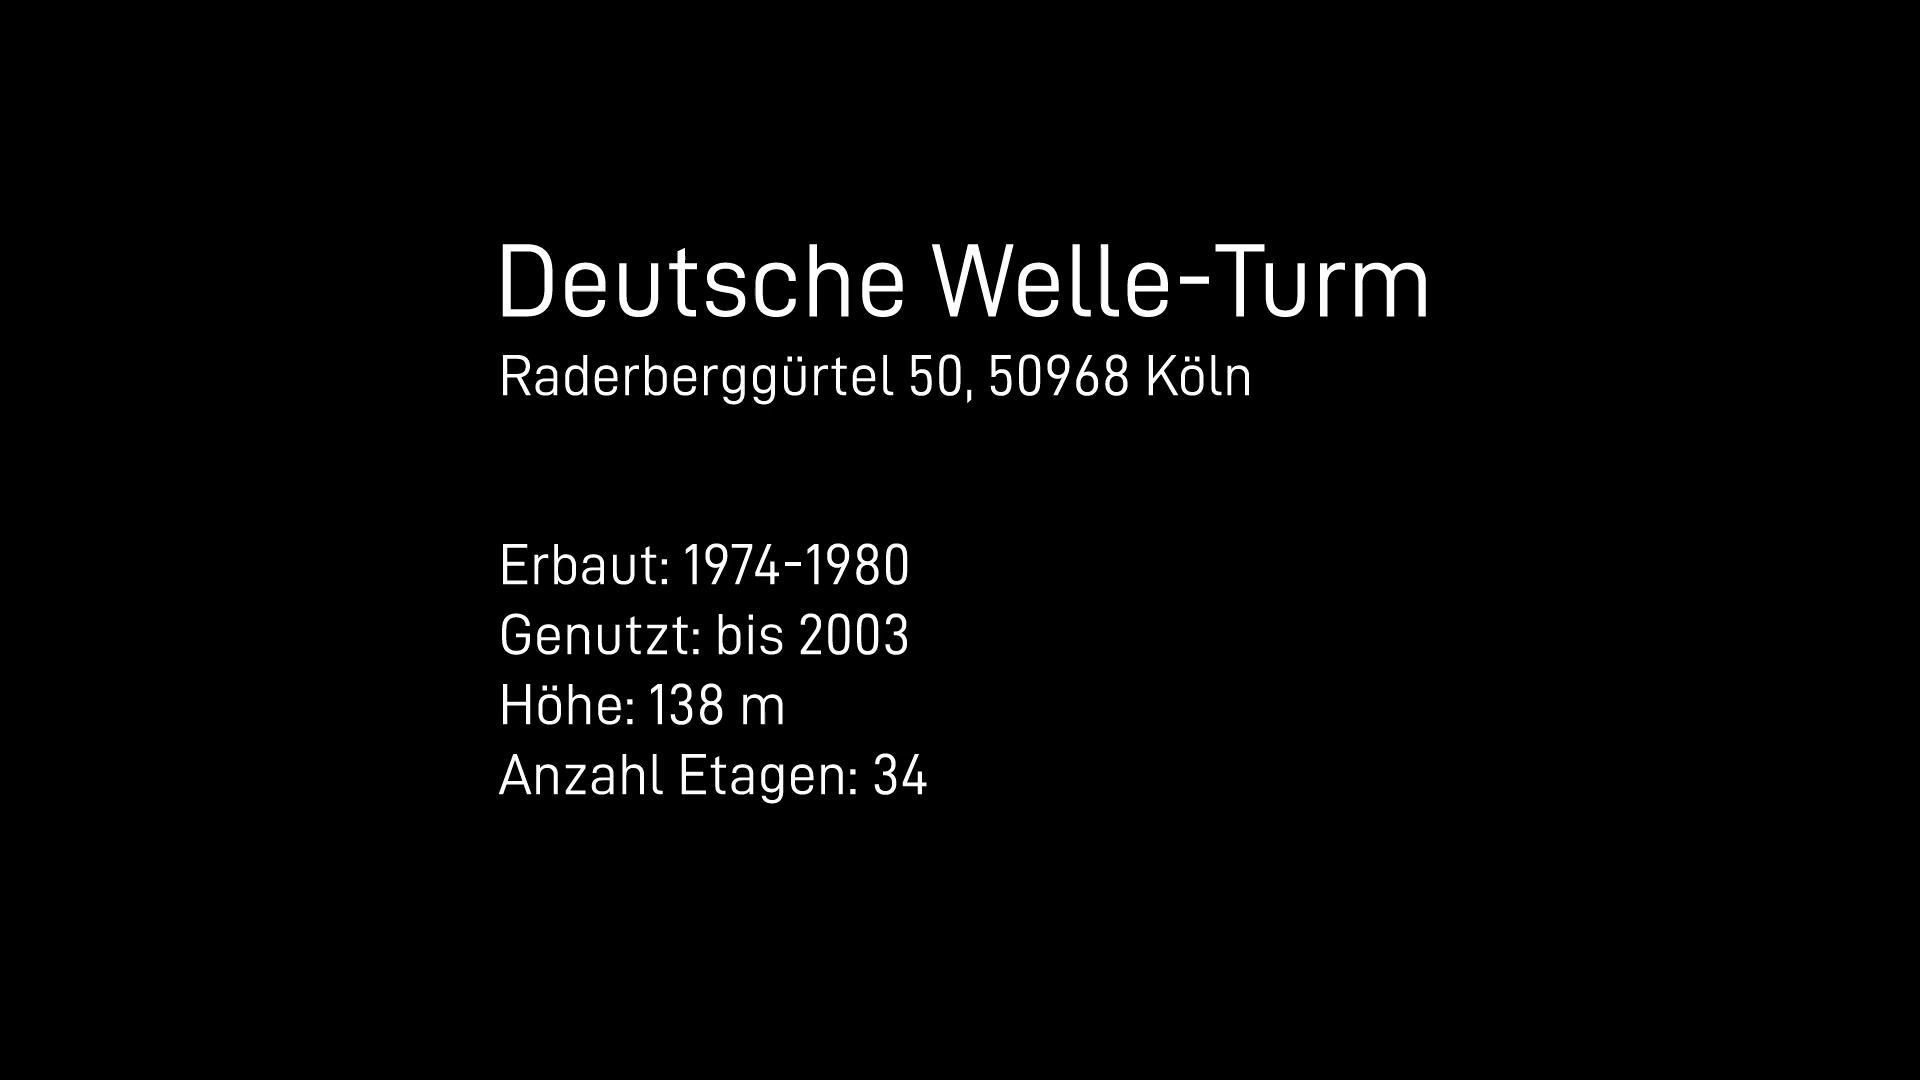 Deutsche Welle-Turm
Raderberggürtel 50, 50968 Köln
Erbaut: 1974-1980
Genutzt: bis 2003
Höhe: 138 m
Anzahl Etagen: 34